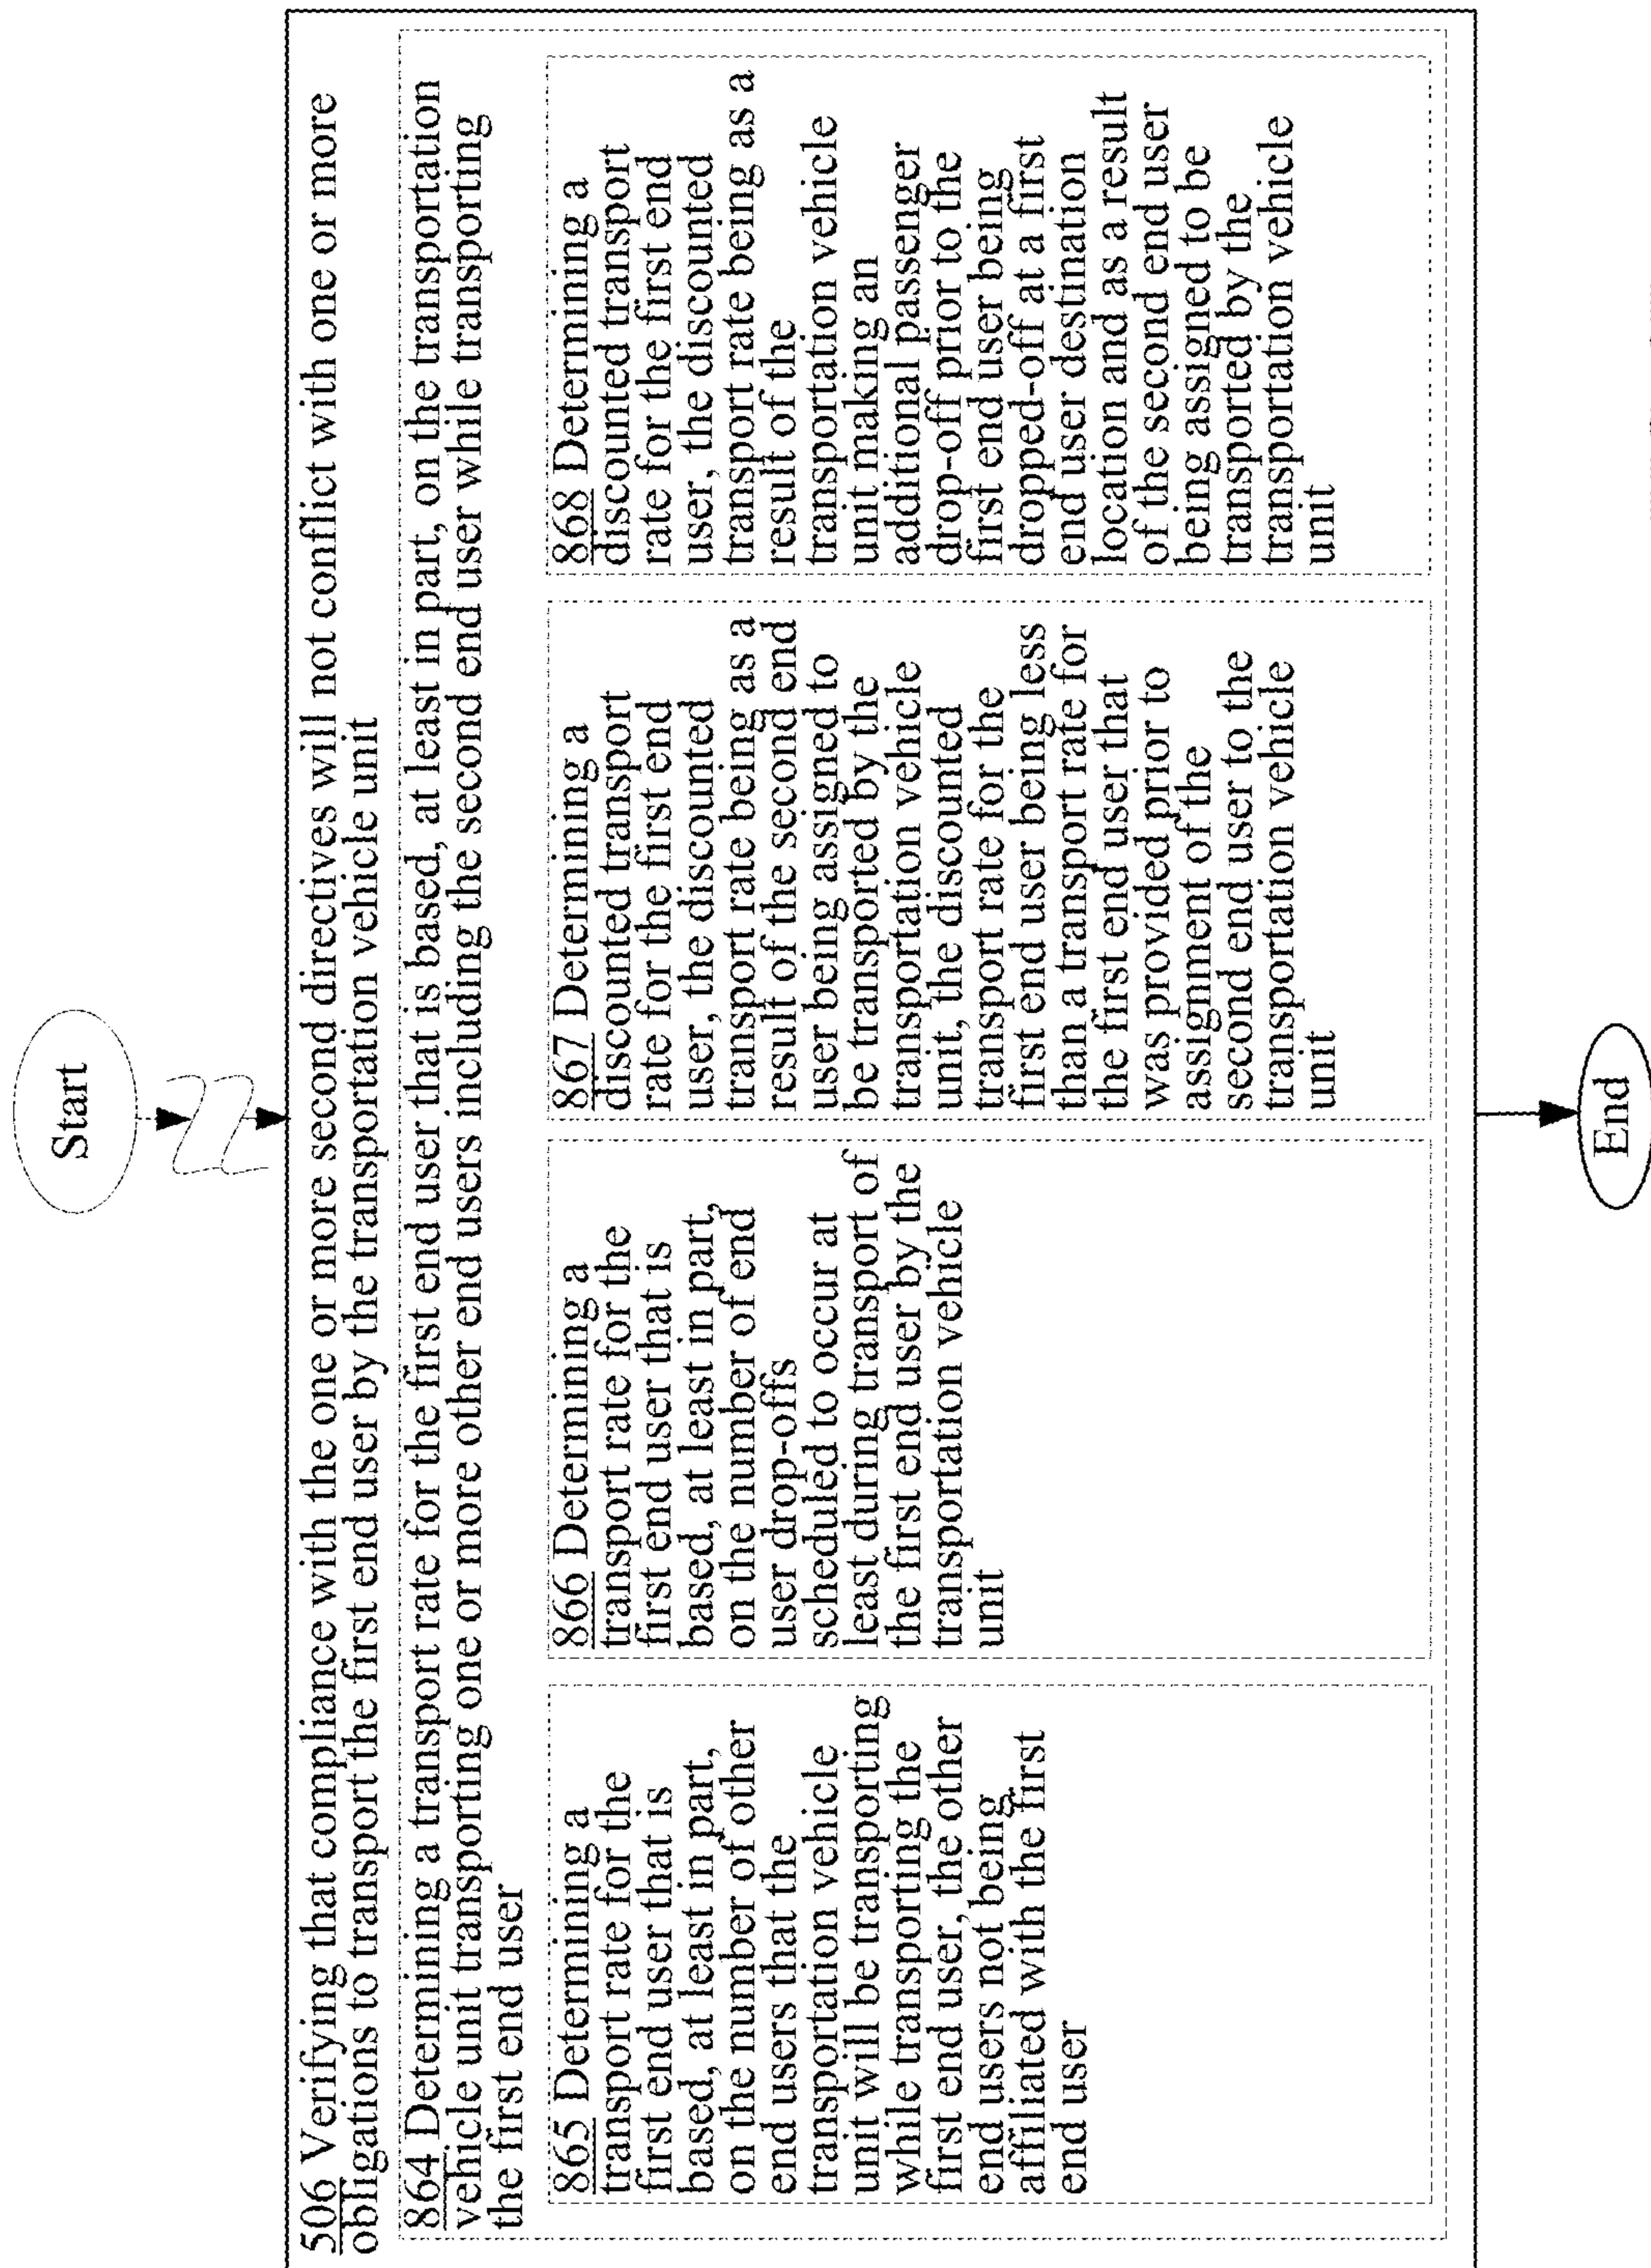 Start
506 Verifying that compliance with the one or more second directives will not conflict with one or more
obligations to transport the first end user by the transportation vehicle unit
864 Determining a transport rate for the first end user that is based, at least in part, on the transportation
vehicle unit transporting one or more other end users including the second end user while transporting
the first end user
865 Determining a
transport rate for the
first end user that is
based, at least in part,
on the number of other
end users that the
transportation vehicle
unit will be transporting
while transporting the
first end user, the other
end users not being
affiliated with the first
end user
866 Determining a
transport rate for the
first end user that is
based, at least in part,
on the number of end
user drop-offs
scheduled to occur at
least during transport of
the first end user by the
transportation vehicle
unit
867 Determining a
discounted transport
rate for the first end
user, the discounted
transport rate being as a
result of the second end
user being assigned to
be transported by the
transportation vehicle
unit, the discounted
transport rate for the
first end user being less
than a transport rate for
the first end user that
was provided prior to
assignment of the
second end user to the
transportation vehicle
unit
868 Determining a
discounted transport
rate for the first end
user, the discounted
transport rate being as a
result of the
transportation vehicle
unit making an
additional passenger
drop-off prior to the
first end user being
dropped-off at a first
end user destination
location and as a result
of the second end user
being assigned to be
transported by the
transportation vehicle
unit
End